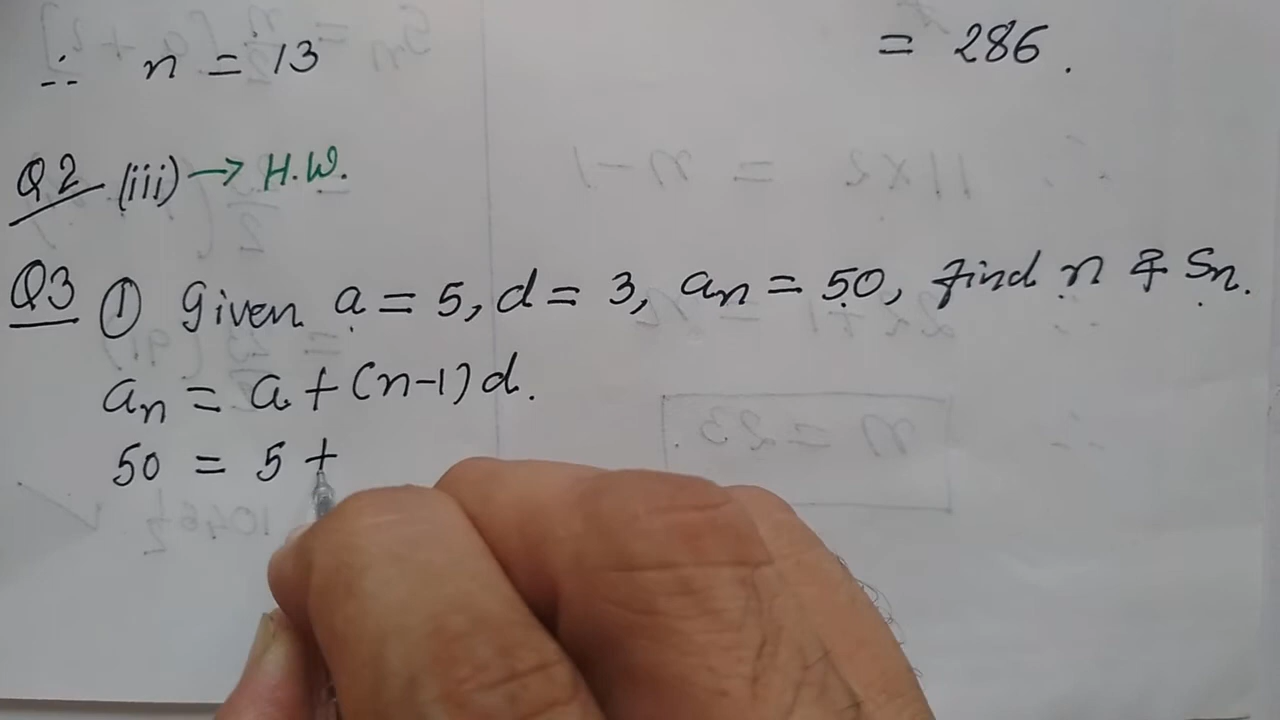 ∴ n = 13
= 286.
Q2 (iii) → H.W.
Q3 ① Given a = 5, d = 3, an = 50, find n & Sn.
an = a + (n-1)d.
50 = 5 +